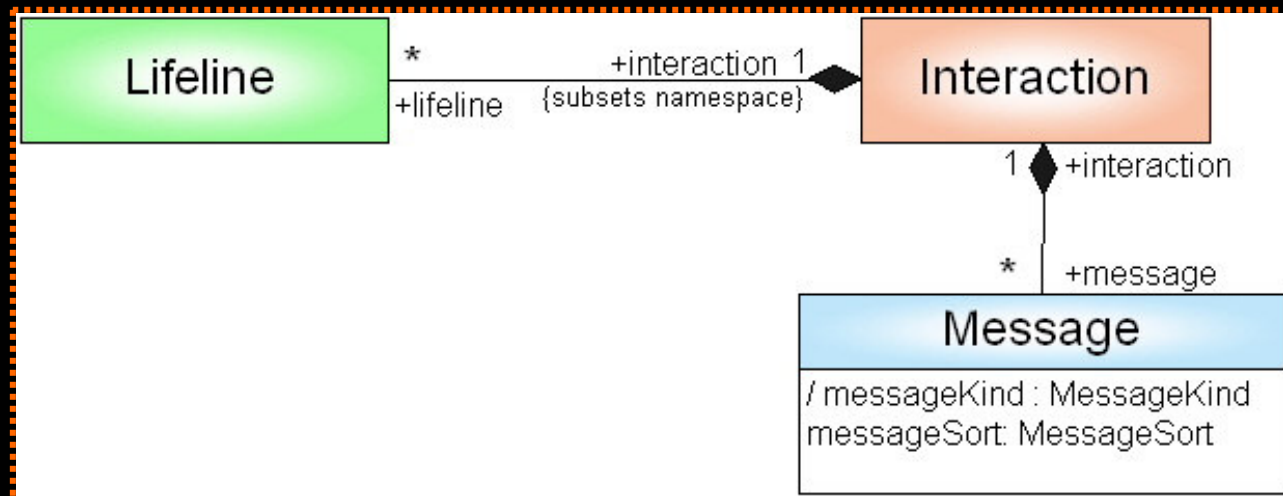 Lifeline
*
+lifeline
+interaction 1
{subsets namespace}
Interaction
1 +interaction
* +message
Message
/ messageKind : MessageKind
messageSort: MessageSort